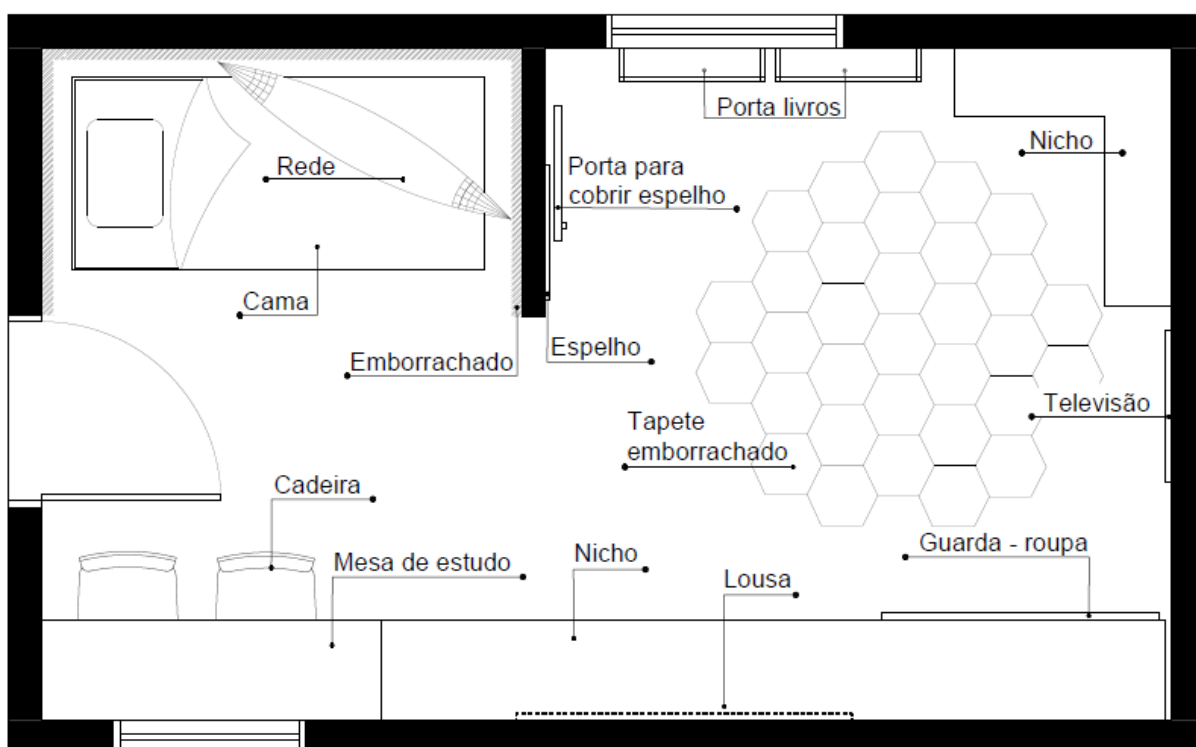 Porta livros
Nicho
Rede
Porta para
cobrir espelho
Cama
Espelho
Emborrachado
Televisão
Tapete
emborrachado
Cadeira
Guarda - roupa
Mesa de estudo
Nicho
Lousa